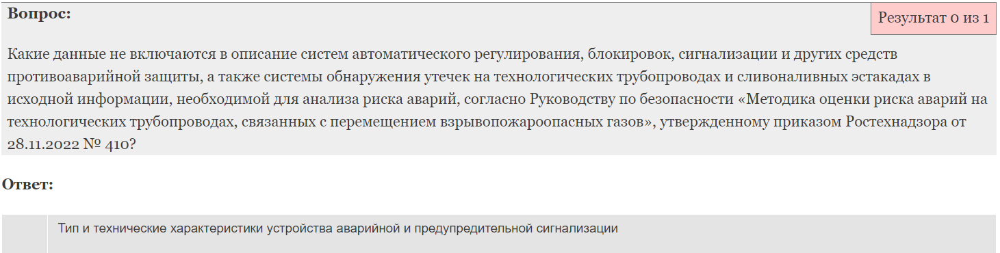 Вопрос:
Результат 0 из 1
Какие данные не включаются в описание систем автоматического регулирования, блокировок, сигнализации и других средств
противоаварийной защиты, а также системы обнаружения утечек на технологических трубопроводах и сливоналивных эстакадах в
исходной информации, необходимой для анализа риска аварий, согласно Руководству по безопасности «Методика оценки риска аварий на
технологических трубопроводах, связанных с перемещением взрывопожароопасных газов», утвержденному приказом Ростехнадзора от
28.11.2022 № 410?
Ответ:
Тип и технические характеристики устройства аварийной и предупредительной сигнализации